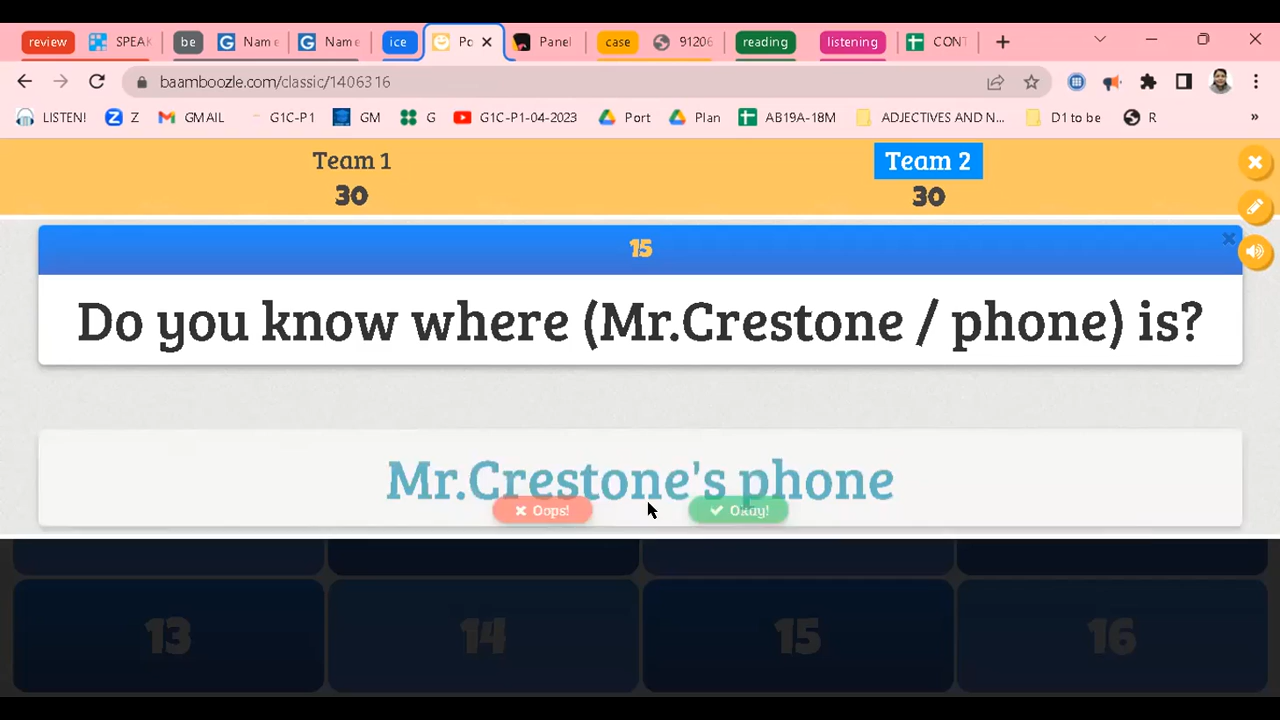 review SPEA be Name Name ice Po Panel case 91206 reading listening CONT
baamboozle.com/classic/1406316
LISTEN! Z GMAIL G1C-P1 GM G G1C-P1-04-2023 Port Plan AB19A-18M ADJECTIVES AND N... D1 to be R »
Team 1 Team 2
30 30
15
Do you know where (Mr.Crestone / phone) is?
Mr.Crestone's phone
Oops! Okay!
13 14 15 16